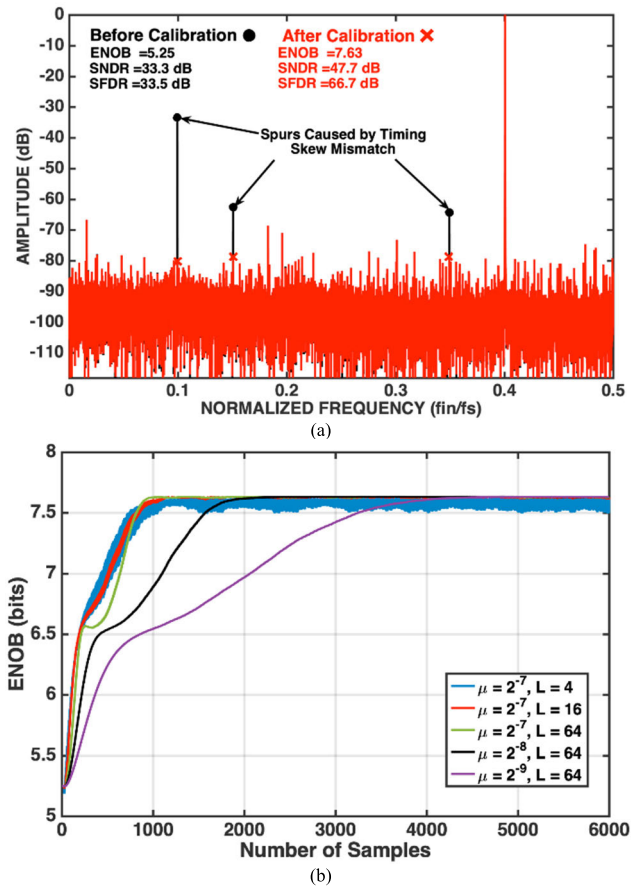 Before Calibration
ENOB =5.25
SNDR =33.3 dB
SFDR =33.5 dB
After Calibration
ENOB =7.63
SNDR =47.7 dB
SFDR =66.7 dB
Spurs Caused by Timing
Skew Mismatch
AMPLITUDE (dB)
0
-10
-20
-30
-40
-50
-60
-70
-80
-90
-100
-110
0 0.1 0.2 0.3 0.4 0.5
NORMALIZED FREQUENCY (fin/fs)
(a)
ENOB (bits)
8
7.5
7
6.5
6
5.5
5
μ = 2⁻⁷, L = 4
μ = 2⁻⁷, L = 16
μ = 2⁻⁷, L = 64
μ = 2⁻⁸, L = 64
μ = 2⁻⁹, L = 64
0 1000 2000 3000 4000 5000 6000
Number of Samples
(b)